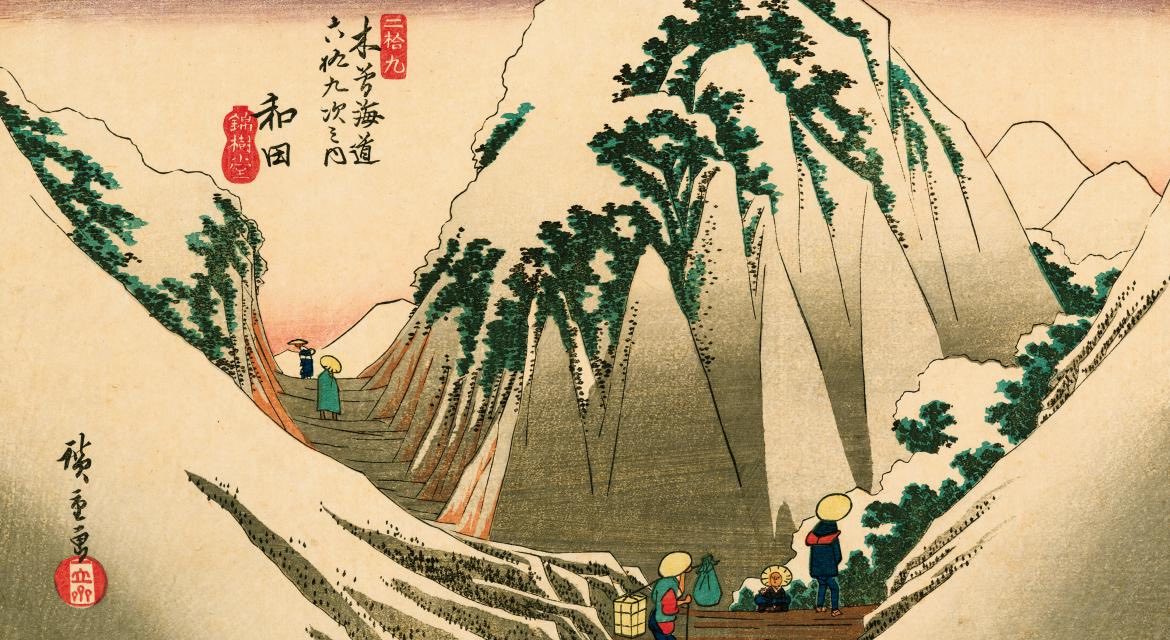 二拾九
木曽海道
六拾九次之内
和田
錦樹堂
廣重画